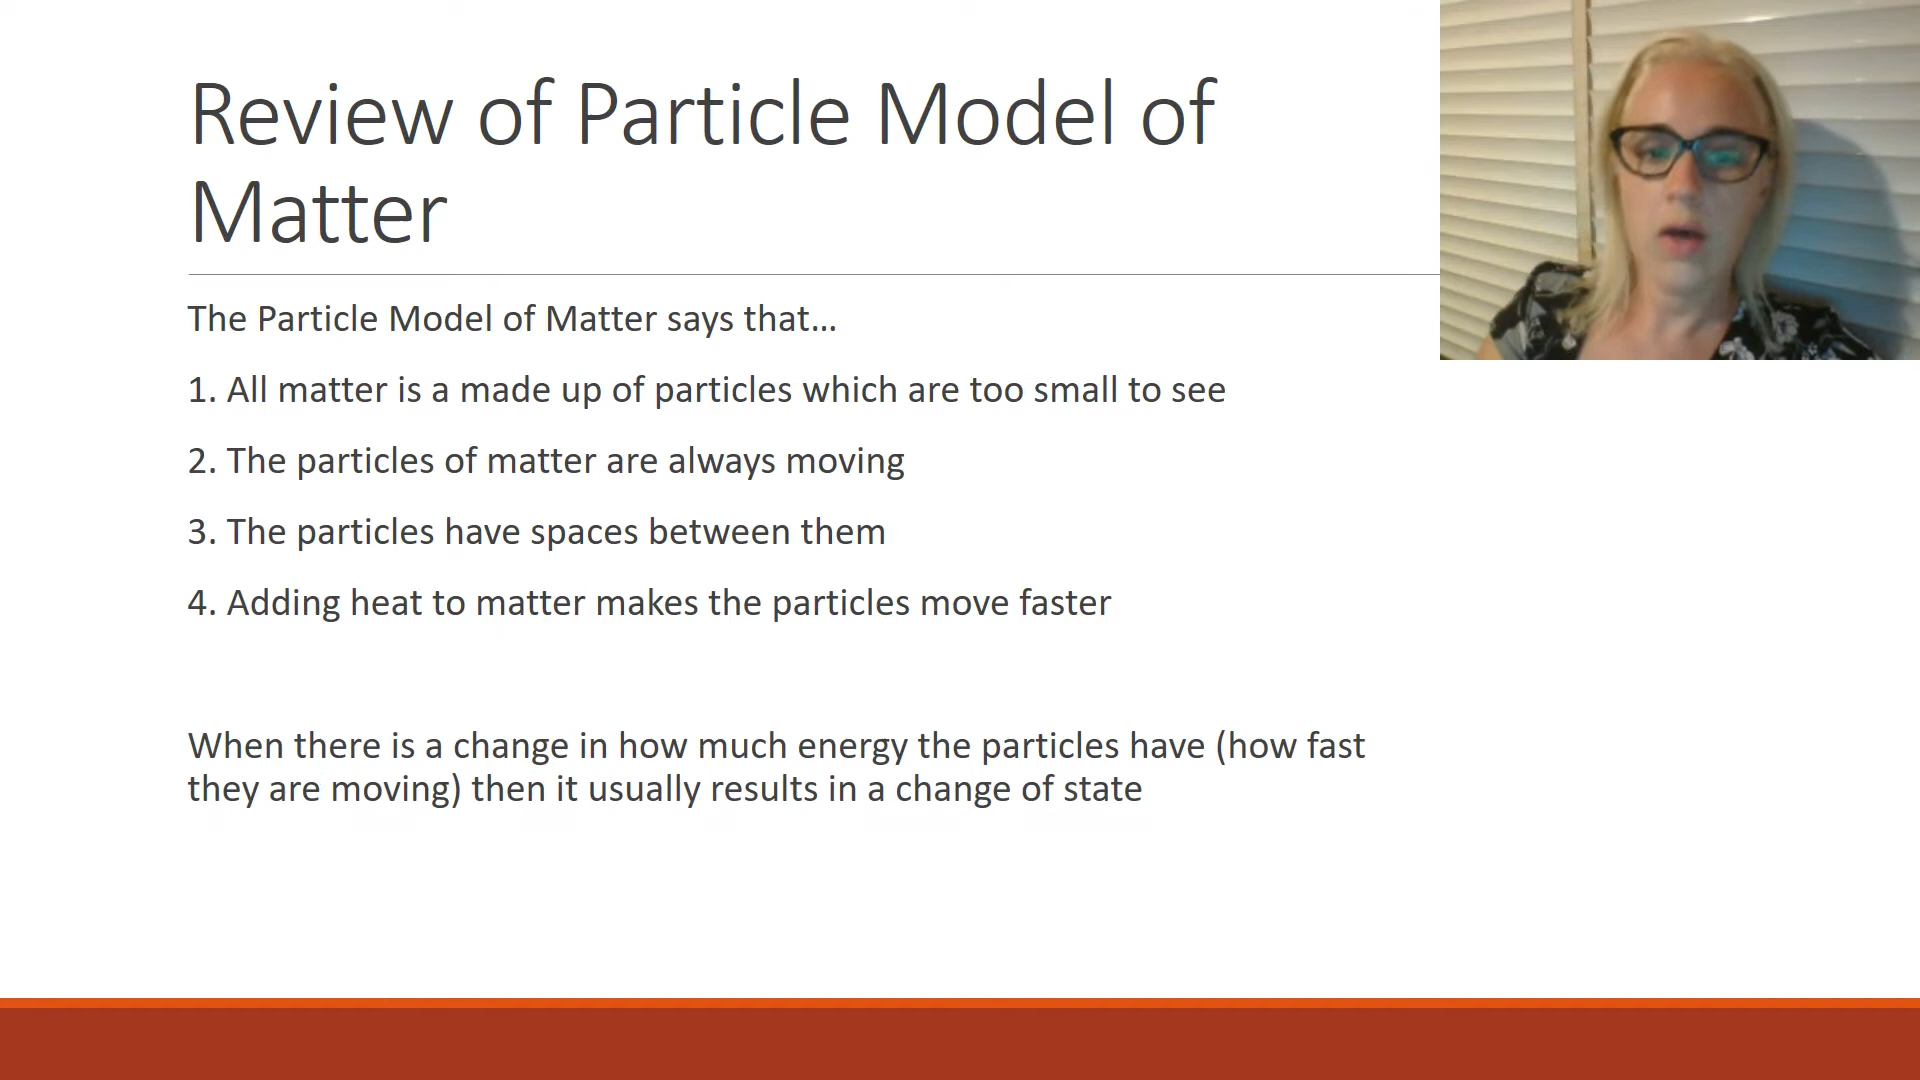 Review of Particle Model of
Matter
The Particle Model of Matter says that...
1. All matter is a made up of particles which are too small to see
2. The particles of matter are always moving
3. The particles have spaces between them
4. Adding heat to matter makes the particles move faster
When there is a change in how much energy the particles have (how fast
they are moving) then it usually results in a change of state